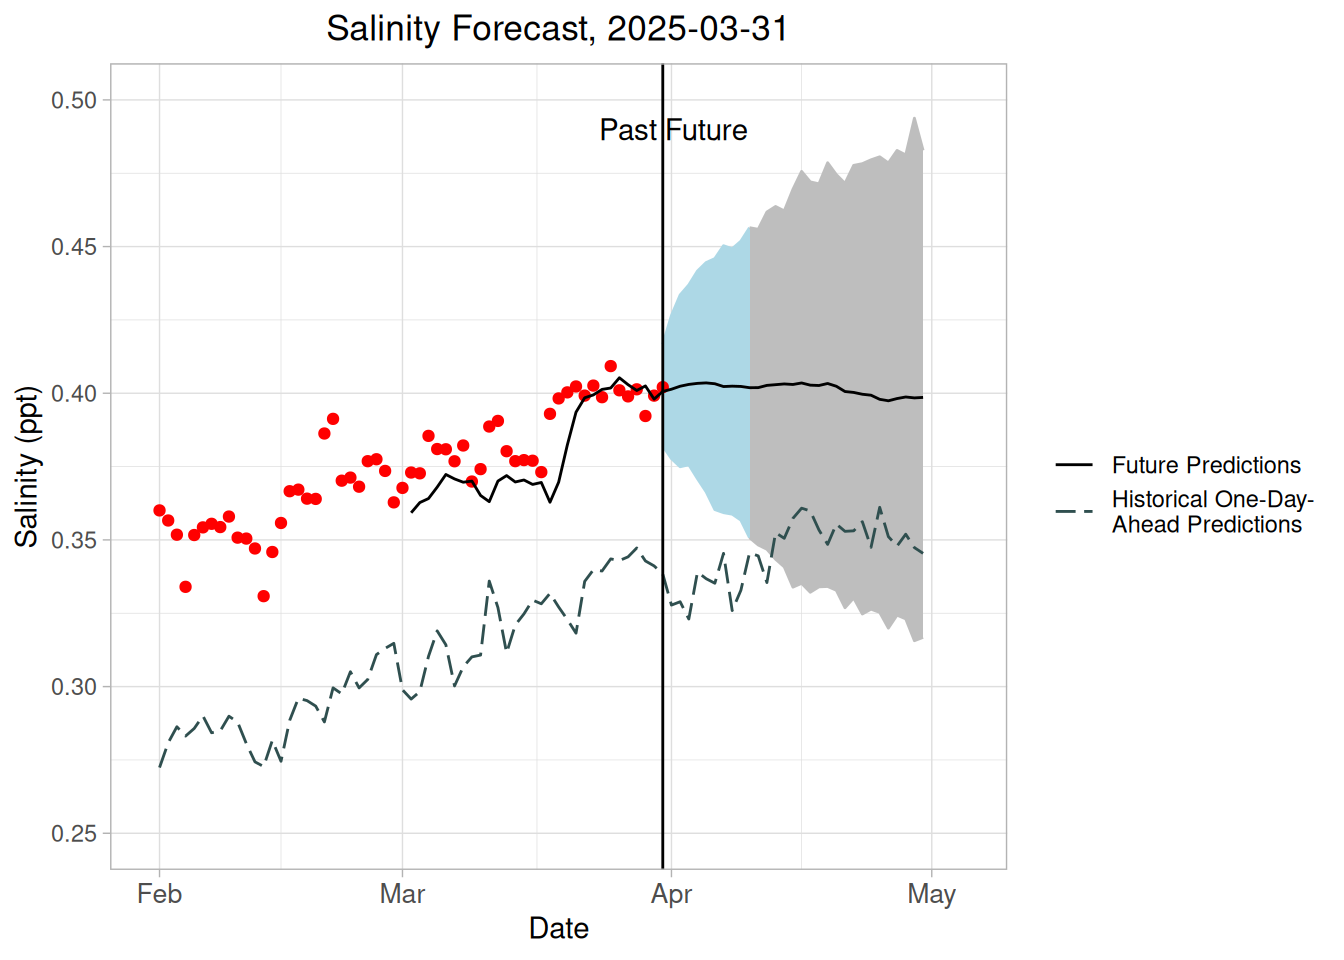 Salinity Forecast, 2025-03-31
0.50
Past Future
0.45
0.40
0.35
0.30
0.25
Salinity (ppt)
Feb Mar Apr May
Date
Future Predictions
Historical One-Day-
Ahead Predictions